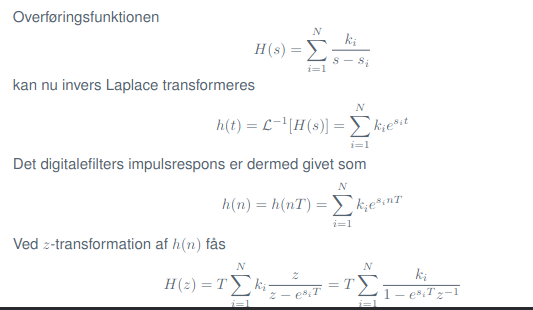 Overføringsfunktionen
H(s) = \sum_{i=1}^{N} \frac{k_i}{s - s_i}
kan nu invers Laplace transformeres
h(t) = \mathcal{L}^{-1}[H(s)] = \sum_{i=1}^{N} k_i e^{s_i t}
Det digitalefilters impulsrespons er dermed givet som
h(n) = h(nT) = \sum_{i=1}^{N} k_i e^{s_i nT}
Ved z-transformation af h(n) fås
H(z) = T \sum_{i=1}^{N} k_i \frac{z}{z - e^{s_i T}} = T \sum_{i=1}^{N} \frac{k_i}{1 - e^{s_i T} z^{-1}}